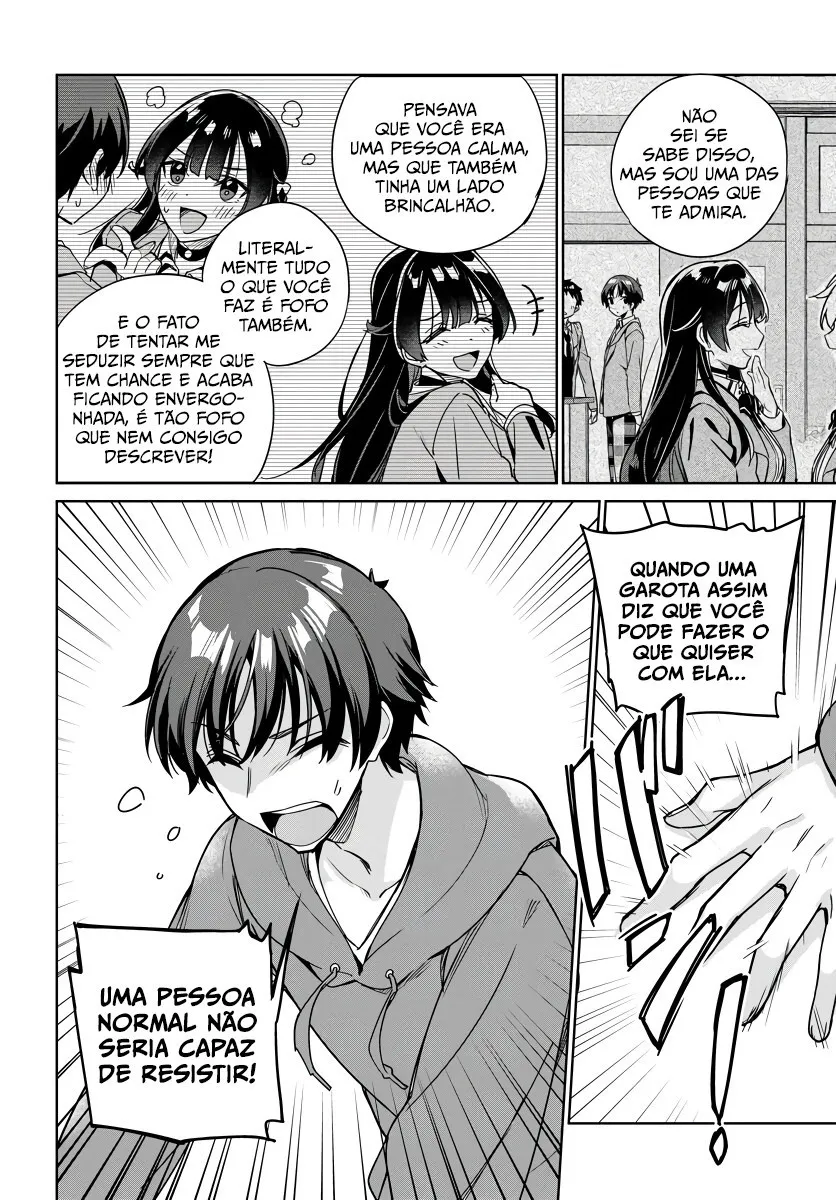 NÃO
SEI SE
SABE DISSO,
MAS SOU UMA DAS
PESSOAS QUE
TE ADMIRA.
PENSAVA
QUE VOCÊ ERA
UMA PESSOA CALMA,
MAS QUE TAMBÉM
TINHA UM LADO
BRINCALHÃO.
LITERAL-
MENTE TUDO
O QUE VOCÊ
FAZ É FOFO
TAMBÉM.
E O FATO
DE TENTAR ME
SEDUZIR SEMPRE QUE
TEM CHANCE E ACABA
FICANDO ENVERGO-
NHADA, É TÃO FOFO
QUE NEM CONSIGO
DESCREVER!
QUANDO UMA
GAROTA ASSIM
DIZ QUE VOCÊ
PODE FAZER O
QUE QUISER
COM ELA...
UMA PESSOA
NORMAL NÃO
SERIA CAPAZ
DE RESISTIR!